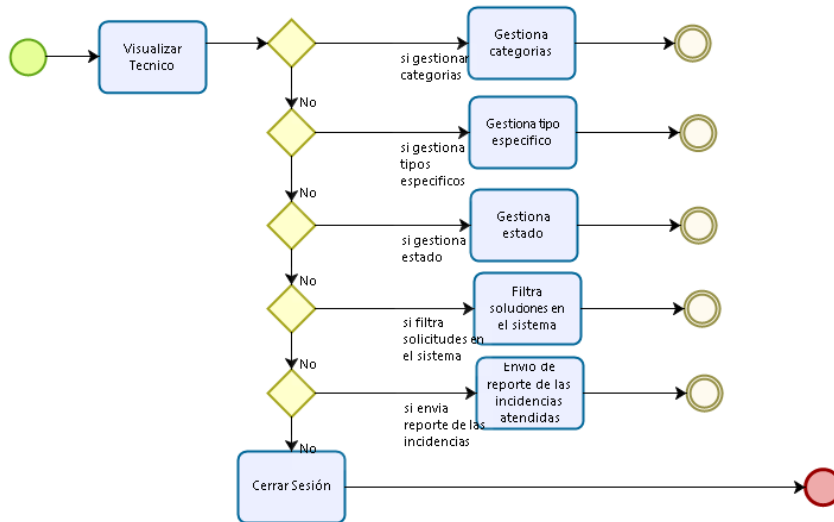 Visualizar
Tecnico
si gestionar
categorias
Gestiona
categorias
No
si gestiona
tipos
especificos
Gestiona tipo
especifico
No
si gestiona
estado
Gestiona
estado
No
si filtra
solicitudes en
el sistema
Filtra
soluciones en
el sistema
No
si envia
reporte de las
incidencias
Envio de
reporte de las
incidencias
atendidas
No
Cerrar Sesión